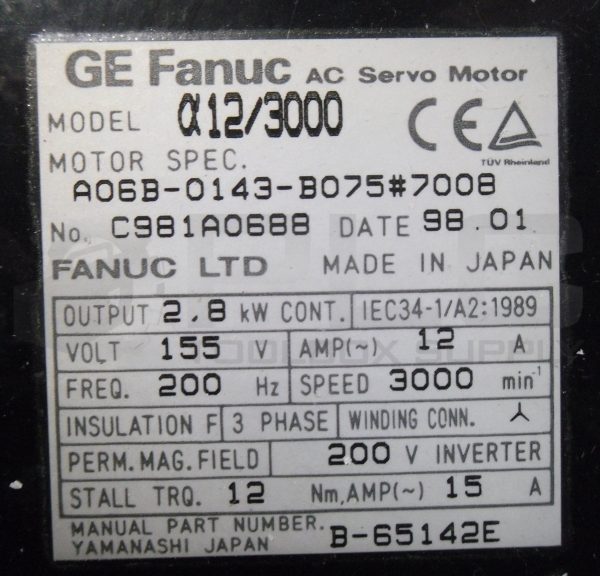 GE Fanuc AC Servo Motor
MODEL α12/3000
CE
TÜV Rheinland
MOTOR SPEC.
A06B-0143-B075#7008
No. C981A0688 DATE 98.01
FANUC LTD MADE IN JAPAN
OUTPUT 2.8 kW CONT. IEC34-1/A2:1989
VOLT 155 V AMP(~) 12 A
FREQ. 200 Hz SPEED 3000 min⁻¹
INSULATION F 3 PHASE WINDING CONN.
PERM.MAG.FIELD 200 V INVERTER
STALL TRQ. 12 Nm,AMP(~) 15 A
MANUAL PART NUMBER. B-65142E
YAMANASHI JAPAN